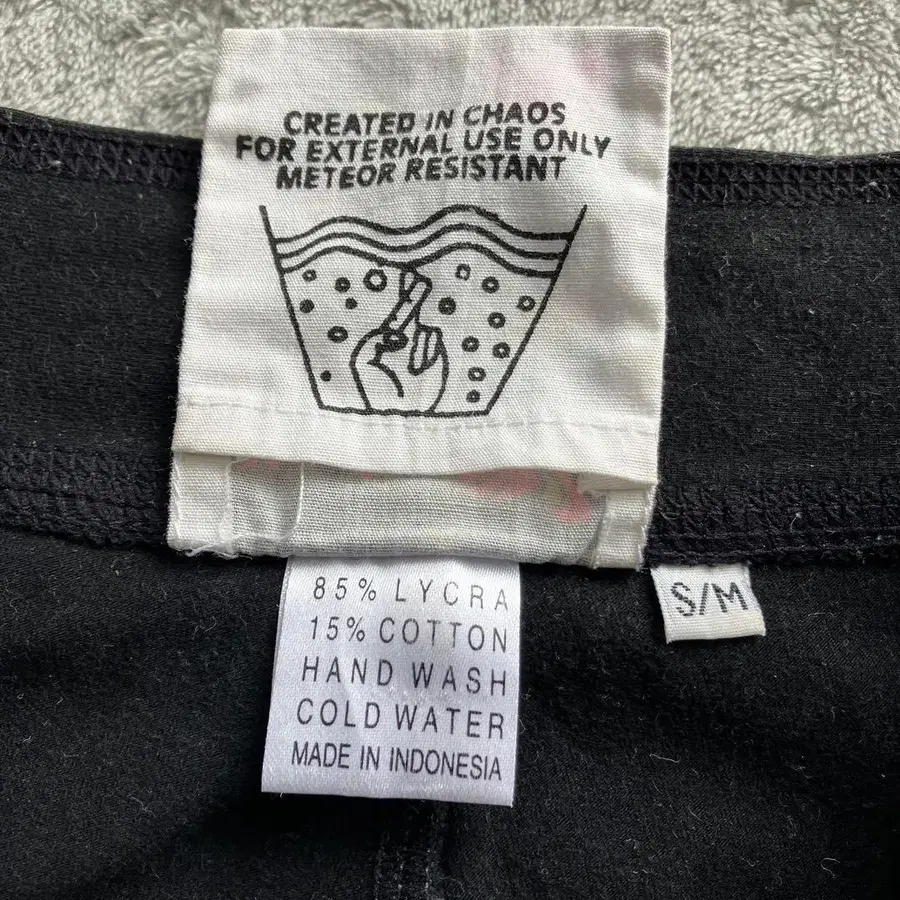 CREATED IN CHAOS
FOR EXTERNAL USE ONLY
METEOR RESISTANT
85% LYCRA
15% COTTON
HAND WASH
COLD WATER
MADE IN INDONESIA
S/M